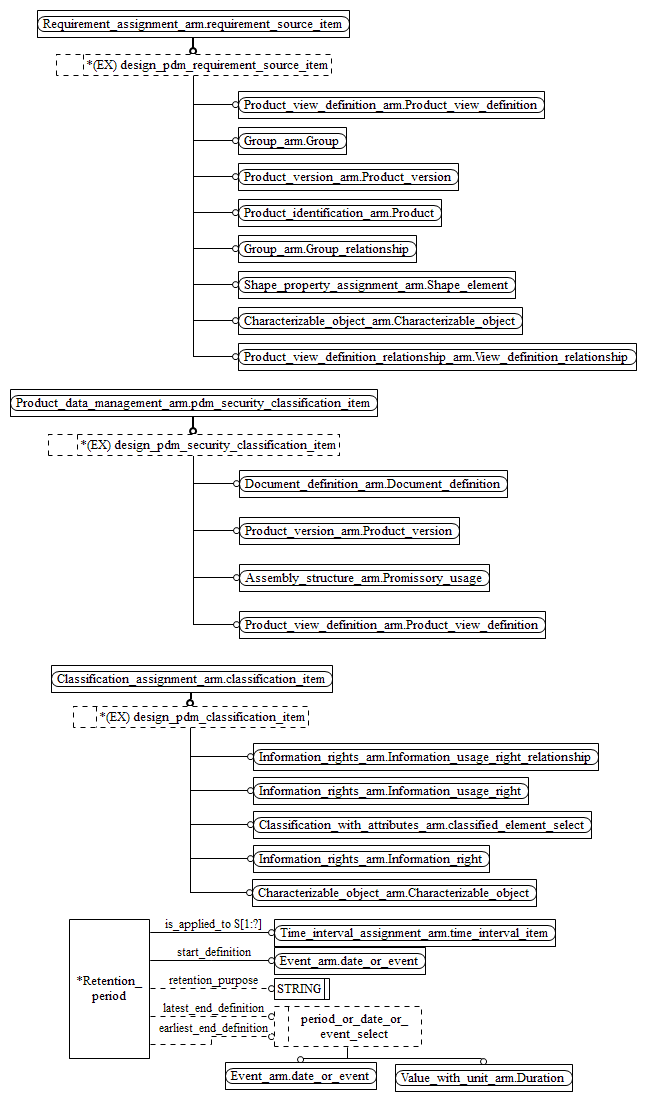 Requirement_assignment_arm.requirement_source_item
*(EX) design_pdm_requirement_source_item
Product_view_definition_arm.Product_view_definition
Group_arm.Group
Product_version_arm.Product_version
Product_identification_arm.Product
Group_arm.Group_relationship
Shape_property_assignment_arm.Shape_element
Characterizable_object_arm.Characterizable_object
Product_view_definition_relationship_arm.View_definition_relationship
Product_data_management_arm.pdm_security_classification_item
*(EX) design_pdm_security_classification_item
Document_definition_arm.Document_definition
Product_version_arm.Product_version
Assembly_structure_arm.Promissory_usage
Product_view_definition_arm.Product_view_definition
Classification_assignment_arm.classification_item
*(EX) design_pdm_classification_item
Information_rights_arm.Information_usage_right_relationship
Information_rights_arm.Information_usage_right
Classification_with_attributes_arm.classified_element_select
Information_rights_arm.Information_right
Characterizable_object_arm.Characterizable_object
*Retention_
period
is_applied_to S[1:?]
Time_interval_assignment_arm.time_interval_item
start_definition
Event_arm.date_or_event
retention_purpose
STRING
latest_end_definition
earliest_end_definition
period_or_date_or_
event_select
Event_arm.date_or_event
Value_with_unit_arm.Duration